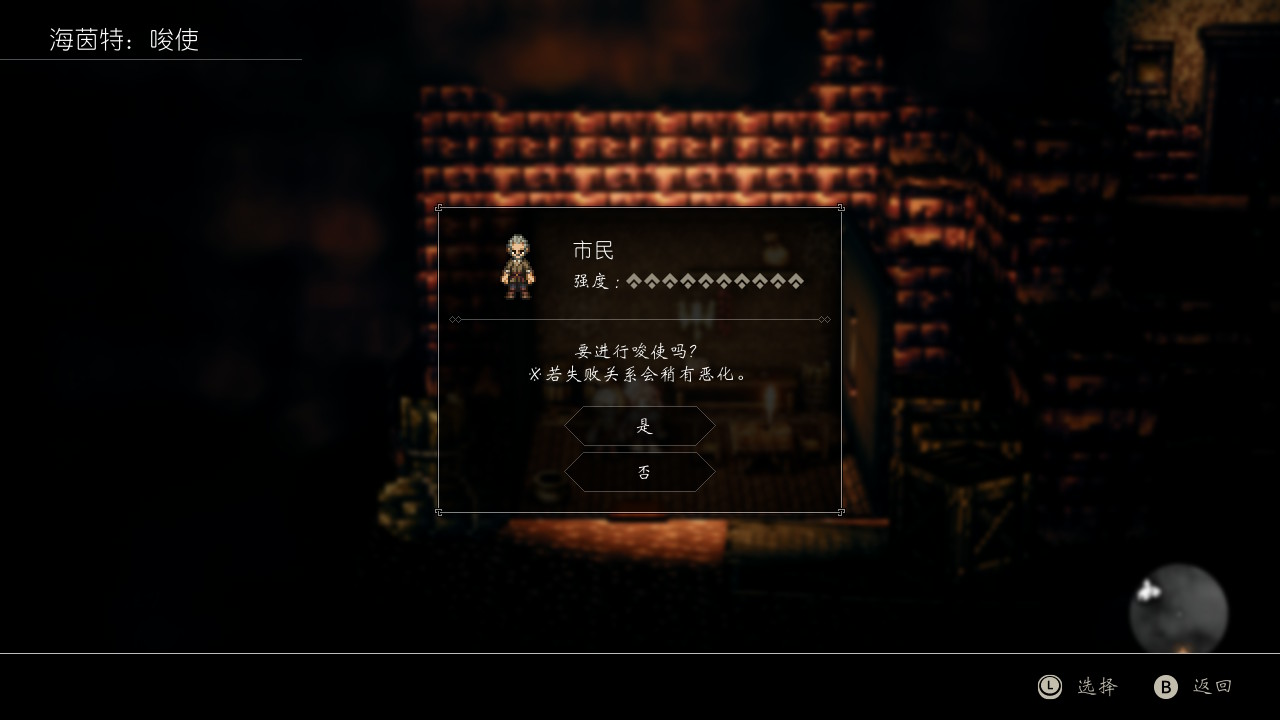 海茵特：唆使
市民
强度：
要进行唆使吗？
※若失败关系会稍有恶化。
是
否
L 选择 B 返回